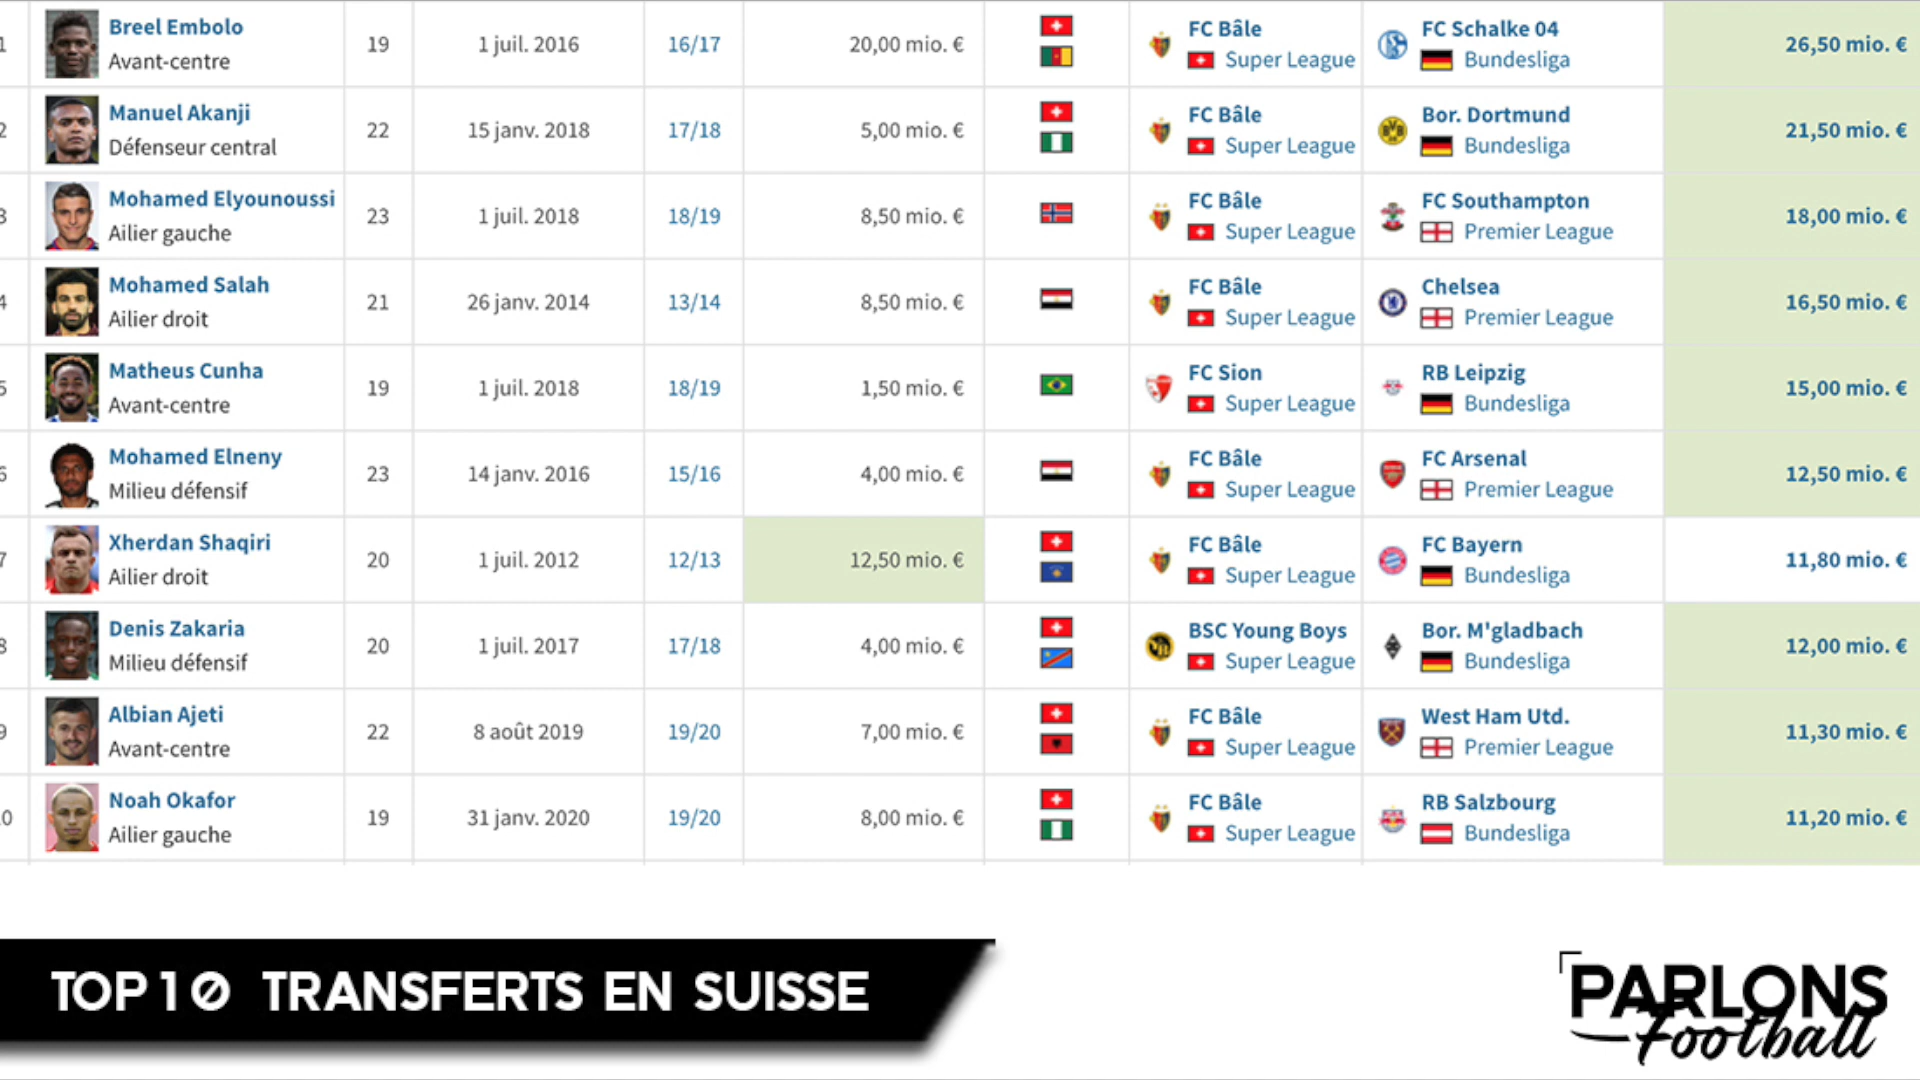 1 Breel Embolo 19 1 juil. 2016 16/17 20,00 mio. € FC Bâle FC Schalke 04 26,50 mio. €
Avant-centre Super League Bundesliga
2 Manuel Akanji 22 15 janv. 2018 17/18 5,00 mio. € FC Bâle Bor. Dortmund 21,50 mio. €
Défenseur central Super League Bundesliga
3 Mohamed Elyounoussi 23 1 juil. 2018 18/19 8,50 mio. € FC Bâle FC Southampton 18,00 mio. €
Ailier gauche Super League Premier League
4 Mohamed Salah 21 26 janv. 2014 13/14 8,50 mio. € FC Bâle Chelsea 16,50 mio. €
Ailier droit Super League Premier League
5 Matheus Cunha 19 1 juil. 2018 18/19 1,50 mio. € FC Sion RB Leipzig 15,00 mio. €
Avant-centre Super League Bundesliga
6 Mohamed Elneny 23 14 janv. 2016 15/16 4,00 mio. € FC Bâle FC Arsenal 12,50 mio. €
Milieu défensif Super League Premier League
7 Xherdan Shaqiri 20 1 juil. 2012 12/13 12,50 mio. € FC Bâle FC Bayern 11,80 mio. €
Ailier droit Super League Bundesliga
8 Denis Zakaria 20 1 juil. 2017 17/18 4,00 mio. € BSC Young Boys Bor. M'gladbach 12,00 mio. €
Milieu défensif Super League Bundesliga
9 Albian Ajeti 22 8 août 2019 19/20 7,00 mio. € FC Bâle West Ham Utd. 11,30 mio. €
Avant-centre Super League Premier League
0 Noah Okafor 19 31 janv. 2020 19/20 8,00 mio. € FC Bâle RB Salzbourg 11,20 mio. €
Ailier gauche Super League Bundesliga
TOP 10 TRANSFERTS EN SUISSE
PARLONS
Football